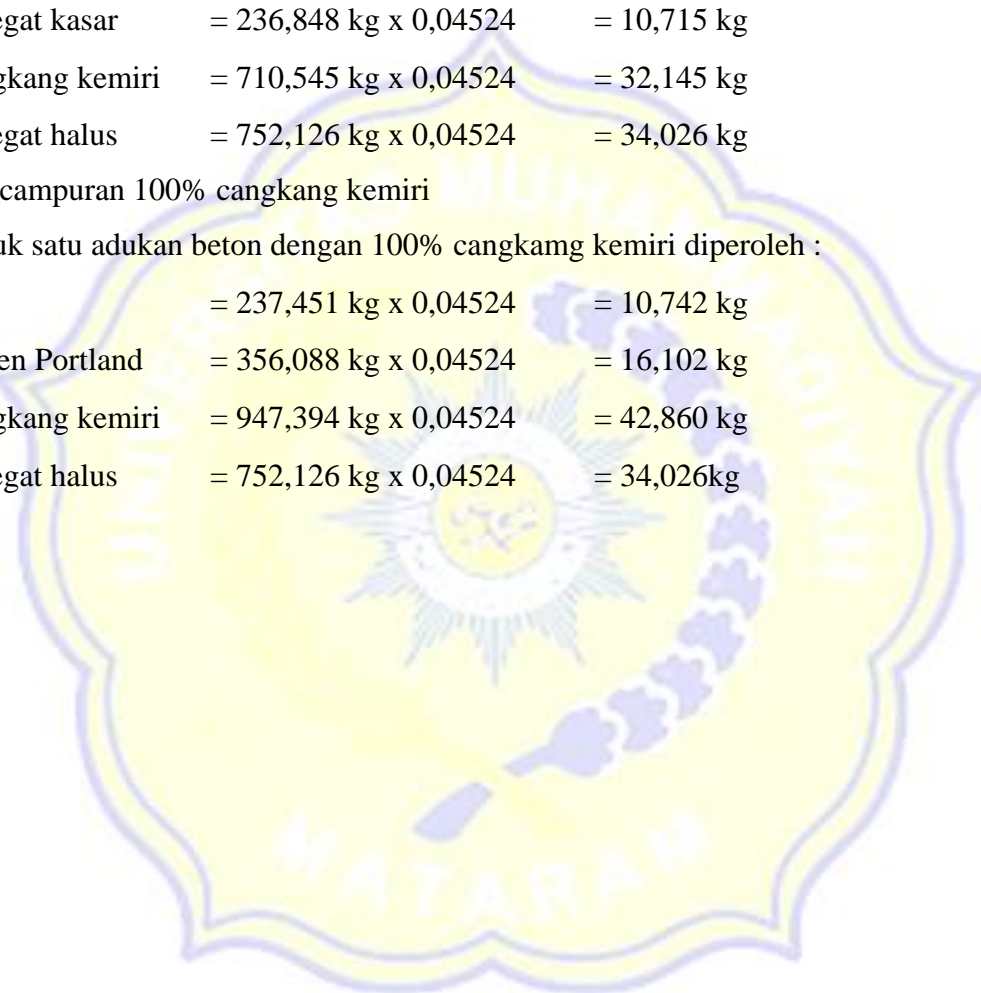 egat kasar = 236,848 kg x 0,04524 = 10,715 kg
gkang kemiri = 710,545 kg x 0,04524 = 32,145 kg
egat halus = 752,126 kg x 0,04524 = 34,026 kg
campuran 100% cangkang kemiri
uk satu adukan beton dengan 100% cangkamg kemiri diperoleh :
= 237,451 kg x 0,04524 = 10,742 kg
en Portland = 356,088 kg x 0,04524 = 16,102 kg
gkang kemiri = 947,394 kg x 0,04524 = 42,860 kg
egat halus = 752,126 kg x 0,04524 = 34,026kg
UNIVERSITAS MUHAMMADIYAH
MATARAM